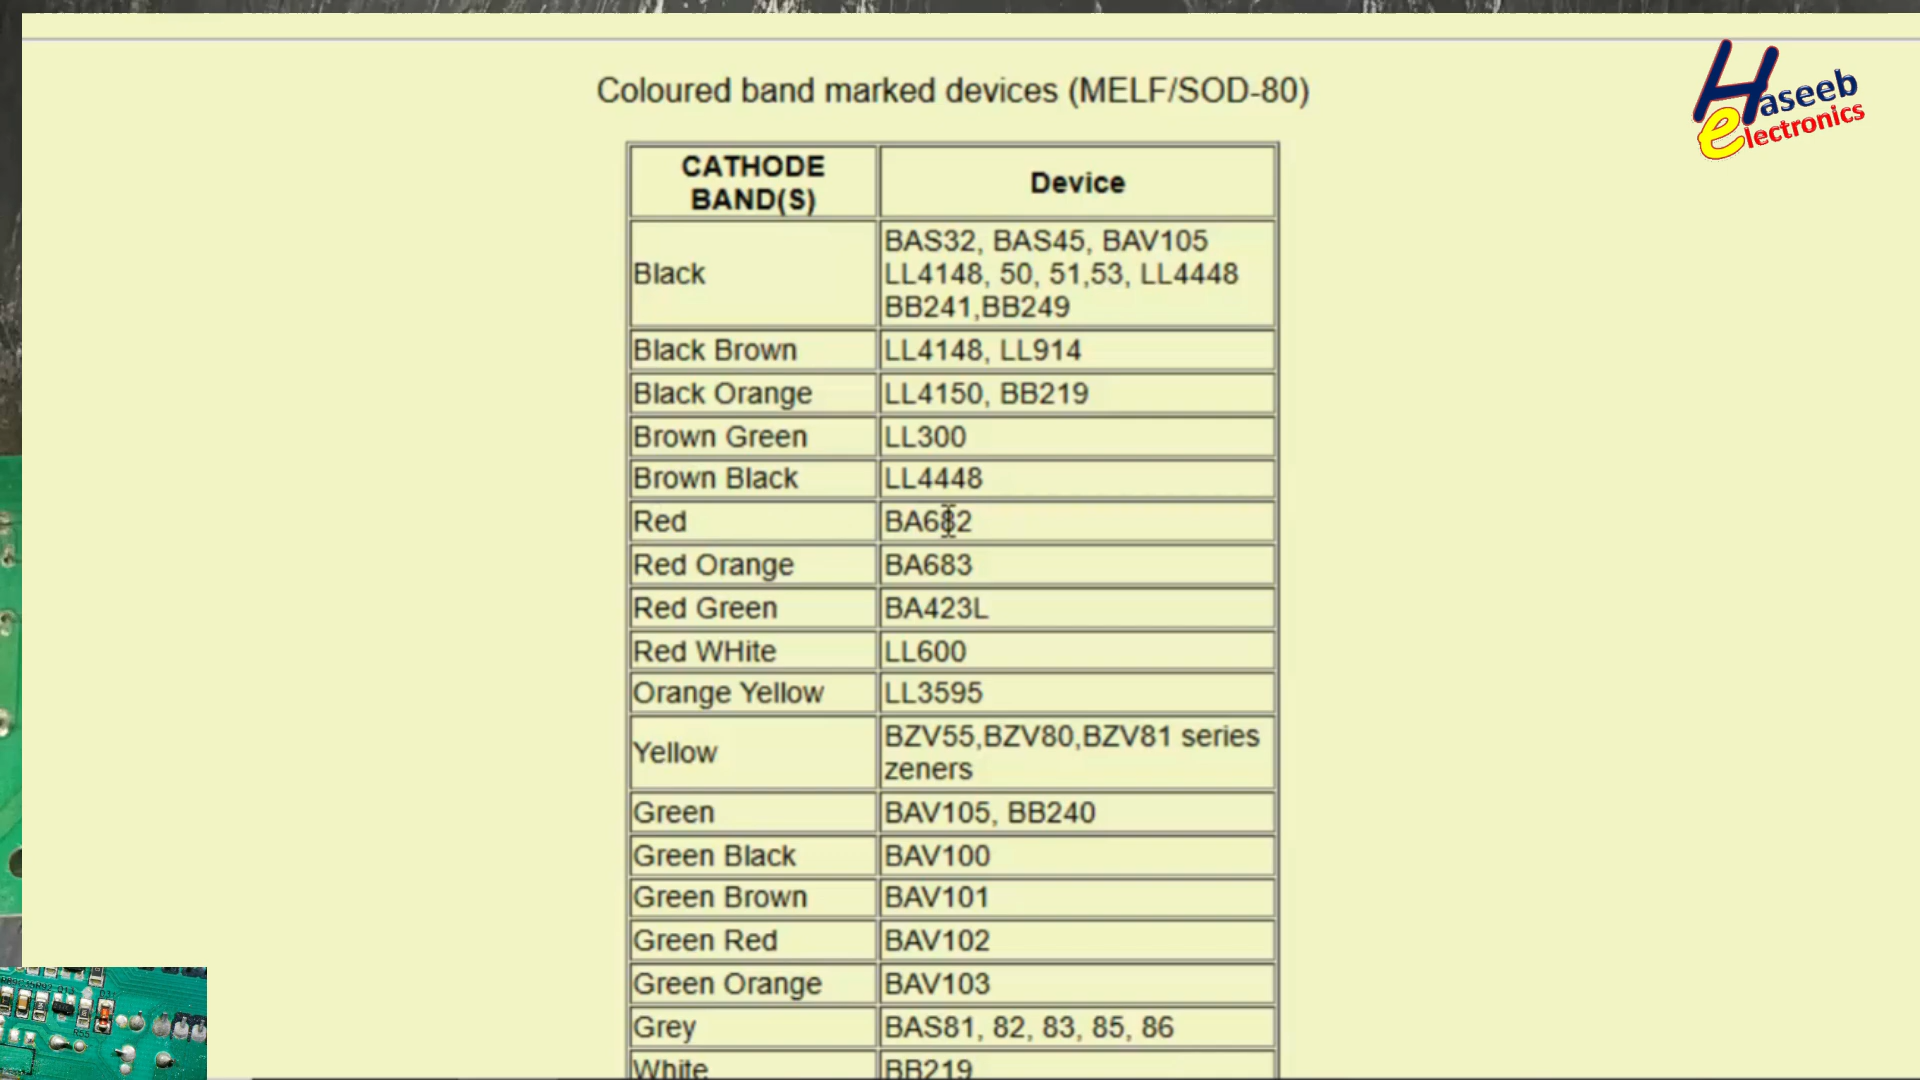 Haseeb
electronics
Coloured band marked devices (MELF/SOD-80)
CATHODE
BAND(S)
Device
Black
BAS32, BAS45, BAV105
LL4148, 50, 51,53, LL4448
BB241,BB249
Black Brown
LL4148, LL914
Black Orange
LL4150, BB219
Brown Green
LL300
Brown Black
LL4448
Red
BA682
Red Orange
BA683
Red Green
BA423L
Red WHite
LL600
Orange Yellow
LL3595
Yellow
BZV55,BZV80,BZV81 series
zeners
Green
BAV105, BB240
Green Black
BAV100
Green Brown
BAV101
Green Red
BAV102
Green Orange
BAV103
Grey
BAS81, 82, 83, 85, 86
White
BB219
R55